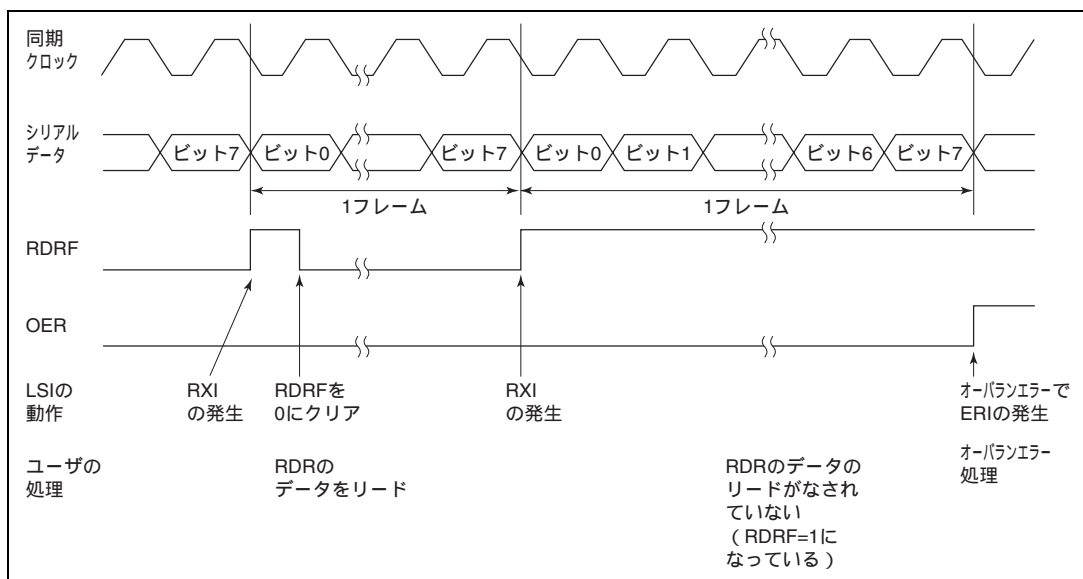 同期
クロック
シリアル
データ
ビット7 ビット0 ビット7 ビット0 ビット1 ビット6 ビット7
1フレーム 1フレーム
RDRF
OER
LSIの
動作
RXI
の発生
RDRFを
0にクリア
RXI
の発生
オーバランエラーで
ERIの発生
ユーザの
処理
RDRの
データをリード
RDRのデータの
リードがなされ
ていない
(RDRF=1に
なっている)
オーバランエラー
処理